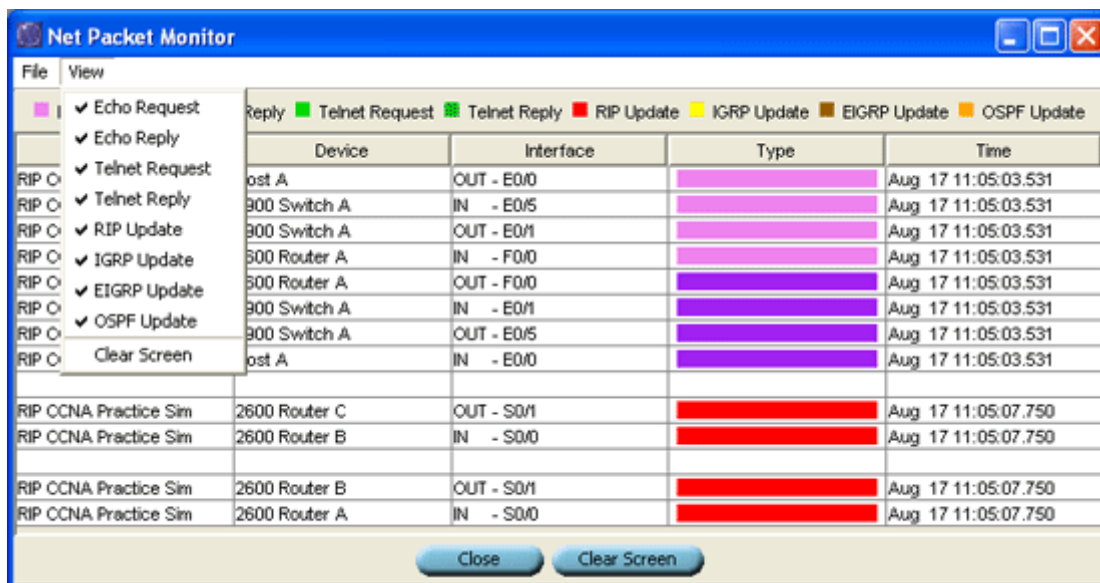 Net Packet Monitor
File View
Reply Telnet Request Telnet Reply RIP Update IGRP Update EIGRP Update OSPF Update
✔ Echo Request
✔ Echo Reply
✔ Telnet Request
✔ Telnet Reply
✔ RIP Update
✔ IGRP Update
✔ EIGRP Update
✔ OSPF Update
Clear Screen
Device Interface Type Time
RIP OUT - E0/0 Aug 17 11:05:03.531
RIP 900 Switch A IN - E0/5 Aug 17 11:05:03.531
RIP 900 Switch A OUT - E0/1 Aug 17 11:05:03.531
RIP 600 Router A IN - F0/0 Aug 17 11:05:03.531
RIP 600 Router A OUT - F0/0 Aug 17 11:05:03.531
RIP 900 Switch A IN - E0/1 Aug 17 11:05:03.531
RIP 900 Switch A OUT - E0/5 Aug 17 11:05:03.531
RIP ost A IN - E0/0 Aug 17 11:05:03.531
RIP CCNA Practice Sim 2600 Router C OUT - S0/1 Aug 17 11:05:07.750
RIP CCNA Practice Sim 2600 Router B IN - S0/0 Aug 17 11:05:07.750
RIP CCNA Practice Sim 2600 Router B OUT - S0/1 Aug 17 11:05:07.750
RIP CCNA Practice Sim 2600 Router A IN - S0/0 Aug 17 11:05:07.750
Close Clear Screen